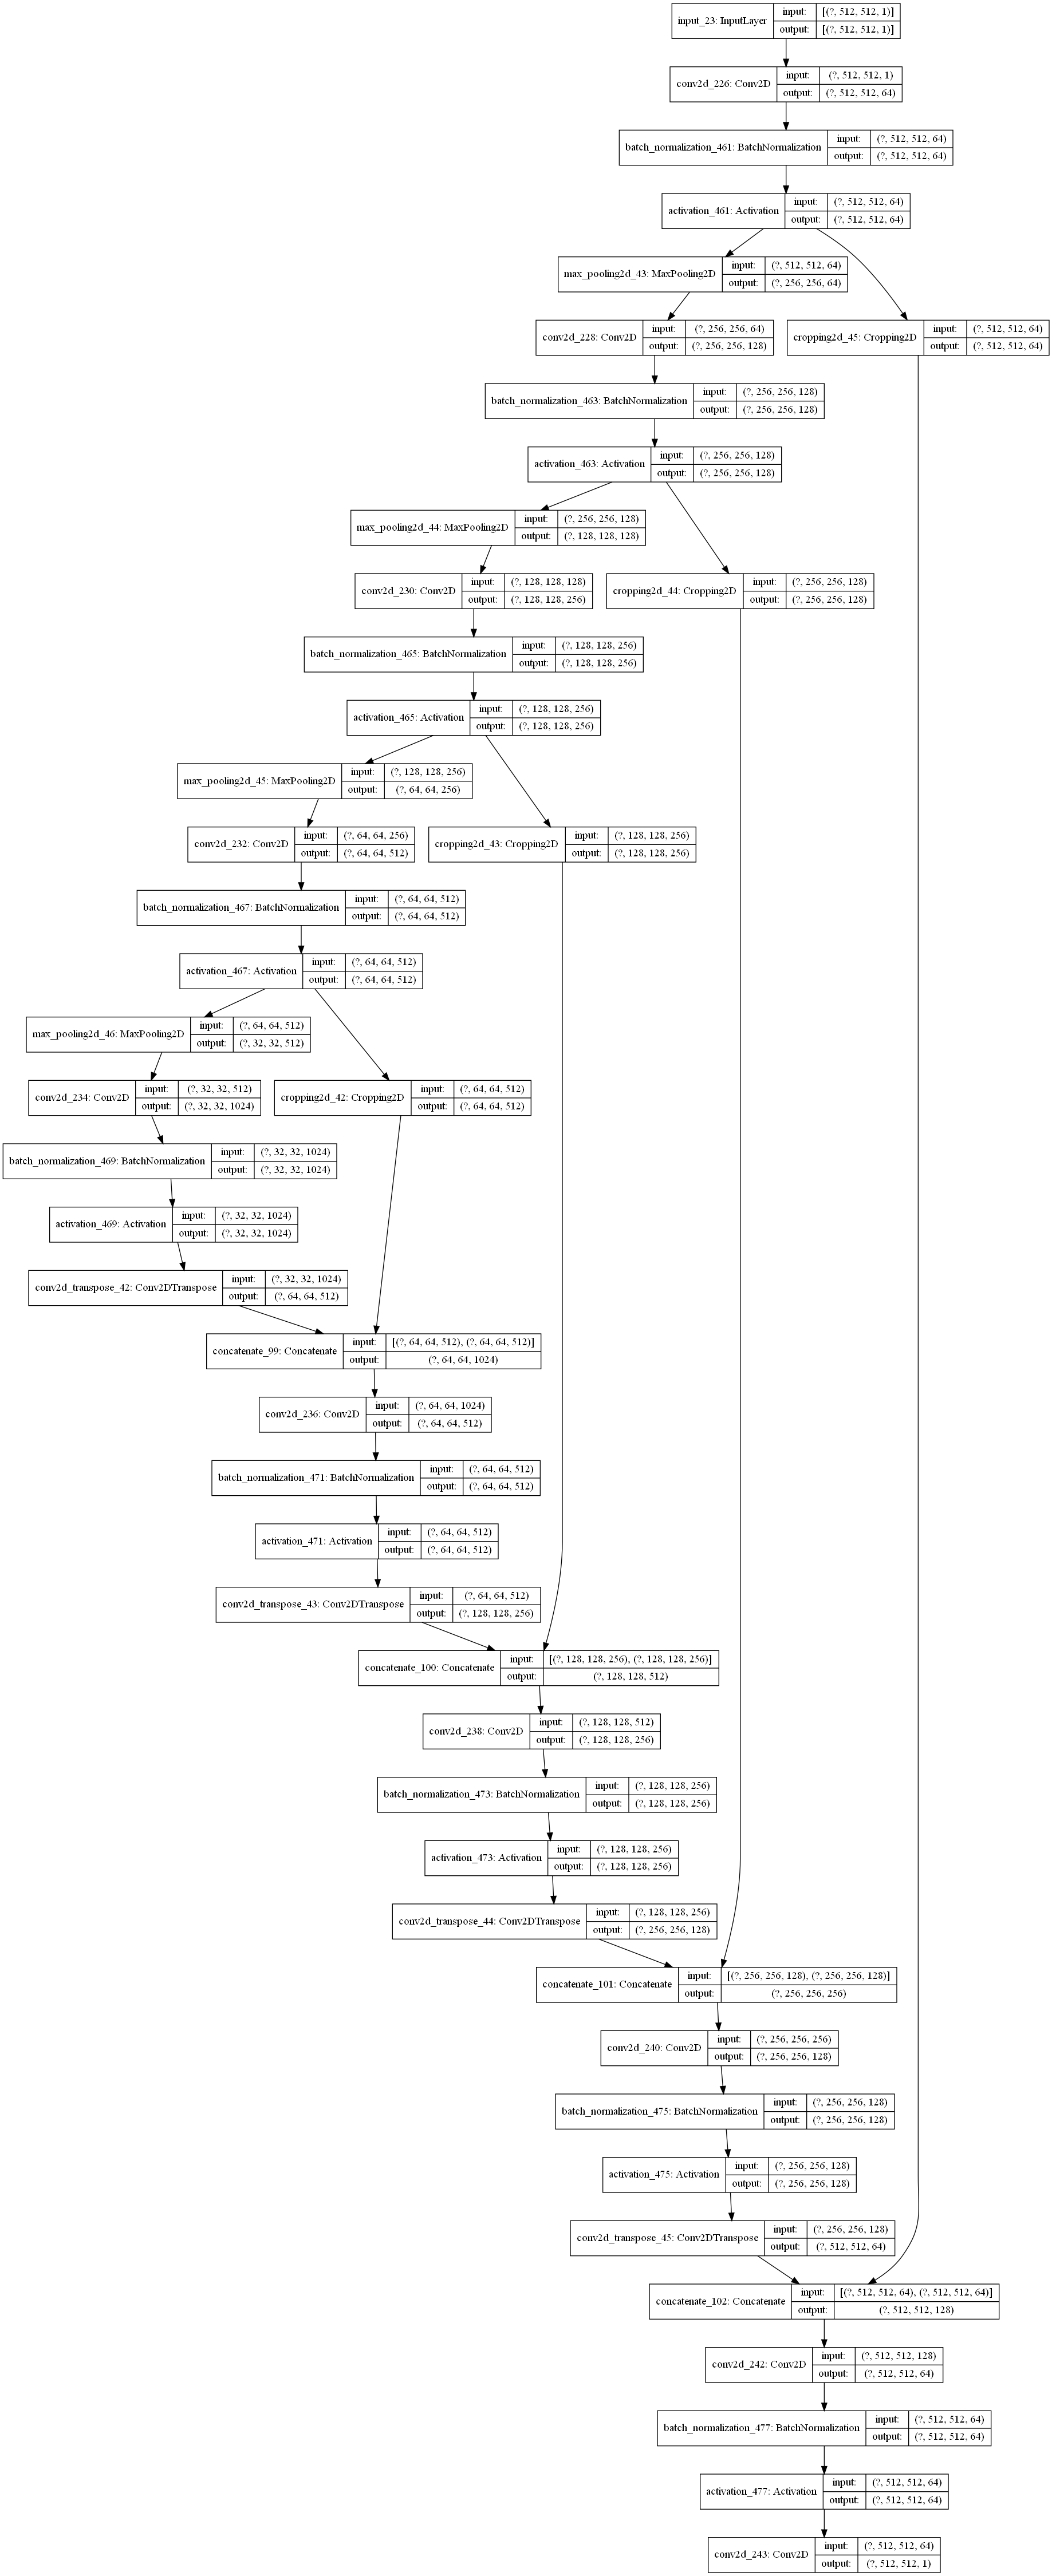 input_23: InputLayer
input: [(?, 512, 512, 1)]
output: [(?, 512, 512, 1)]
conv2d_226: Conv2D
input: (?, 512, 512, 1)
output: (?, 512, 512, 64)
batch_normalization_461: BatchNormalization
input: (?, 512, 512, 64)
output: (?, 512, 512, 64)
activation_461: Activation
input: (?, 512, 512, 64)
output: (?, 512, 512, 64)
max_pooling2d_43: MaxPooling2D
input: (?, 512, 512, 64)
output: (?, 256, 256, 64)
conv2d_228: Conv2D
input: (?, 256, 256, 64)
output: (?, 256, 256, 128)
cropping2d_45: Cropping2D
input: (?, 512, 512, 64)
output: (?, 512, 512, 64)
batch_normalization_463: BatchNormalization
input: (?, 256, 256, 128)
output: (?, 256, 256, 128)
activation_463: Activation
input: (?, 256, 256, 128)
output: (?, 256, 256, 128)
max_pooling2d_44: MaxPooling2D
input: (?, 256, 256, 128)
output: (?, 128, 128, 128)
conv2d_230: Conv2D
input: (?, 128, 128, 128)
output: (?, 128, 128, 256)
cropping2d_44: Cropping2D
input: (?, 256, 256, 128)
output: (?, 256, 256, 128)
batch_normalization_465: BatchNormalization
input: (?, 128, 128, 256)
output: (?, 128, 128, 256)
activation_465: Activation
input: (?, 128, 128, 256)
output: (?, 128, 128, 256)
max_pooling2d_45: MaxPooling2D
input: (?, 128, 128, 256)
output: (?, 64, 64, 256)
conv2d_232: Conv2D
input: (?, 64, 64, 256)
output: (?, 64, 64, 512)
cropping2d_43: Cropping2D
input: (?, 128, 128, 256)
output: (?, 128, 128, 256)
batch_normalization_467: BatchNormalization
input: (?, 64, 64, 512)
output: (?, 64, 64, 512)
activation_467: Activation
input: (?, 64, 64, 512)
output: (?, 64, 64, 512)
max_pooling2d_46: MaxPooling2D
input: (?, 64, 64, 512)
output: (?, 32, 32, 512)
conv2d_234: Conv2D
input: (?, 32, 32, 512)
output: (?, 32, 32, 1024)
cropping2d_42: Cropping2D
input: (?, 64, 64, 512)
output: (?, 64, 64, 512)
batch_normalization_469: BatchNormalization
input: (?, 32, 32, 1024)
output: (?, 32, 32, 1024)
activation_469: Activation
input: (?, 32, 32, 1024)
output: (?, 32, 32, 1024)
conv2d_transpose_42: Conv2DTranspose
input: (?, 32, 32, 1024)
output: (?, 64, 64, 512)
concatenate_99: Concatenate
input: [(?, 64, 64, 512), (?, 64, 64, 512)]
output: (?, 64, 64, 1024)
conv2d_236: Conv2D
input: (?, 64, 64, 1024)
output: (?, 64, 64, 512)
batch_normalization_471: BatchNormalization
input: (?, 64, 64, 512)
output: (?, 64, 64, 512)
activation_471: Activation
input: (?, 64, 64, 512)
output: (?, 64, 64, 512)
conv2d_transpose_43: Conv2DTranspose
input: (?, 64, 64, 512)
output: (?, 128, 128, 256)
concatenate_100: Concatenate
input: [(?, 128, 128, 256), (?, 128, 128, 256)]
output: (?, 128, 128, 512)
conv2d_238: Conv2D
input: (?, 128, 128, 512)
output: (?, 128, 128, 256)
batch_normalization_473: BatchNormalization
input: (?, 128, 128, 256)
output: (?, 128, 128, 256)
activation_473: Activation
input: (?, 128, 128, 256)
output: (?, 128, 128, 256)
conv2d_transpose_44: Conv2DTranspose
input: (?, 128, 128, 256)
output: (?, 256, 256, 128)
concatenate_101: Concatenate
input: [(?, 256, 256, 128), (?, 256, 256, 128)]
output: (?, 256, 256, 256)
conv2d_240: Conv2D
input: (?, 256, 256, 256)
output: (?, 256, 256, 128)
batch_normalization_475: BatchNormalization
input: (?, 256, 256, 128)
output: (?, 256, 256, 128)
activation_475: Activation
input: (?, 256, 256, 128)
output: (?, 256, 256, 128)
conv2d_transpose_45: Conv2DTranspose
input: (?, 256, 256, 128)
output: (?, 512, 512, 64)
concatenate_102: Concatenate
input: [(?, 512, 512, 64), (?, 512, 512, 64)]
output: (?, 512, 512, 128)
conv2d_242: Conv2D
input: (?, 512, 512, 128)
output: (?, 512, 512, 64)
batch_normalization_477: BatchNormalization
input: (?, 512, 512, 64)
output: (?, 512, 512, 64)
activation_477: Activation
input: (?, 512, 512, 64)
output: (?, 512, 512, 64)
conv2d_243: Conv2D
input: (?, 512, 512, 64)
output: (?, 512, 512, 1)